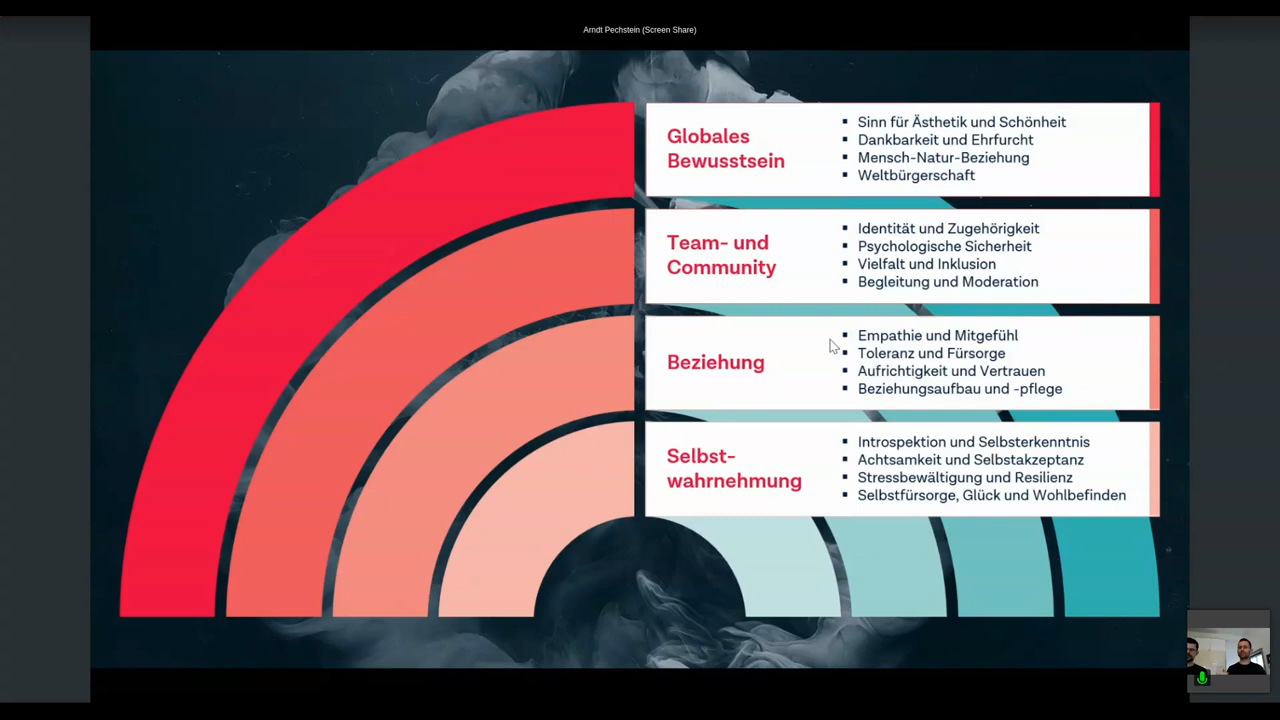 Arndt Pechstein (Screen Share)
Globales
Bewusstsein
▪ Sinn für Ästhetik und Schönheit
▪ Dankbarkeit und Ehrfurcht
▪ Mensch-Natur-Beziehung
▪ Weltbürgerschaft
Team- und
Community
▪ Identität und Zugehörigkeit
▪ Psychologische Sicherheit
▪ Vielfalt und Inklusion
▪ Begleitung und Moderation
Beziehung
▪ Empathie und Mitgefühl
▪ Toleranz und Fürsorge
▪ Aufrichtigkeit und Vertrauen
▪ Beziehungsaufbau und -pflege
Selbst-
wahrnehmung
▪ Introspektion und Selbsterkenntnis
▪ Achtsamkeit und Selbstakzeptanz
▪ Stressbewältigung und Resilienz
▪ Selbstfürsorge, Glück und Wohlbefinden